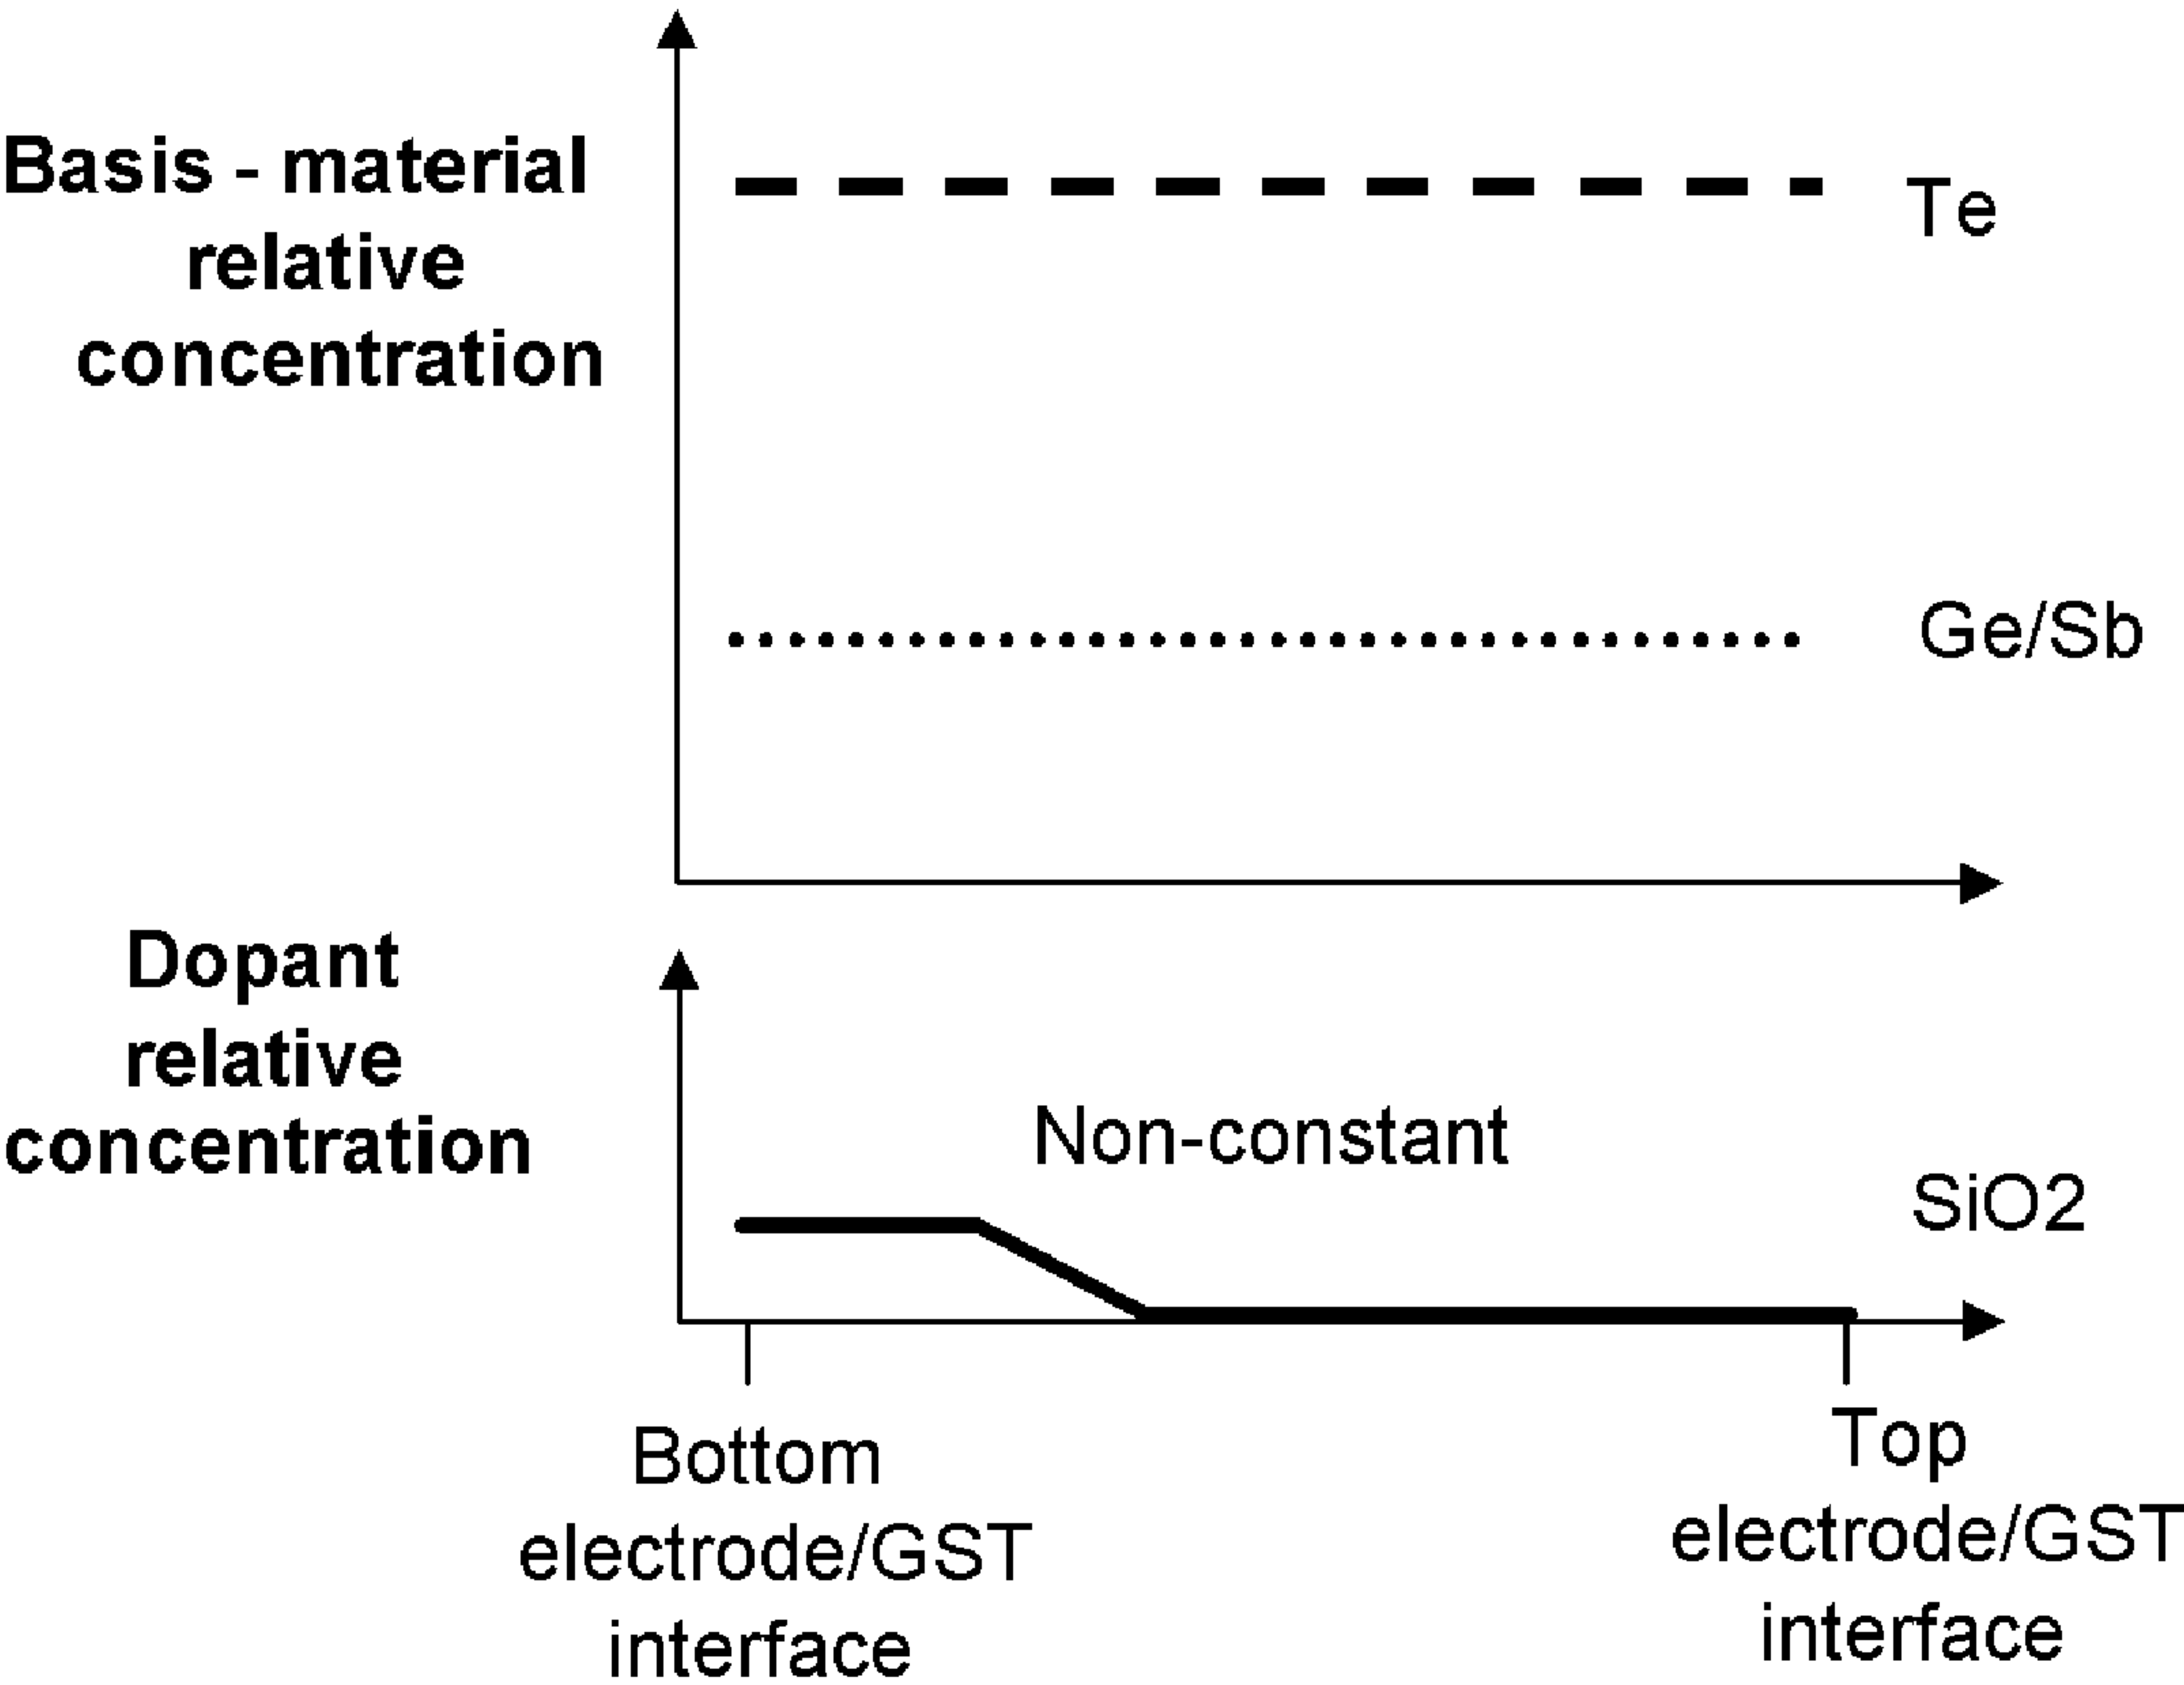 Basis - material
relative
concentration
Te
Ge/Sb
Dopant
relative
concentration
Non-constant
SiO2
Bottom
electrode/GST
interface
Top
electrode/GST
interface